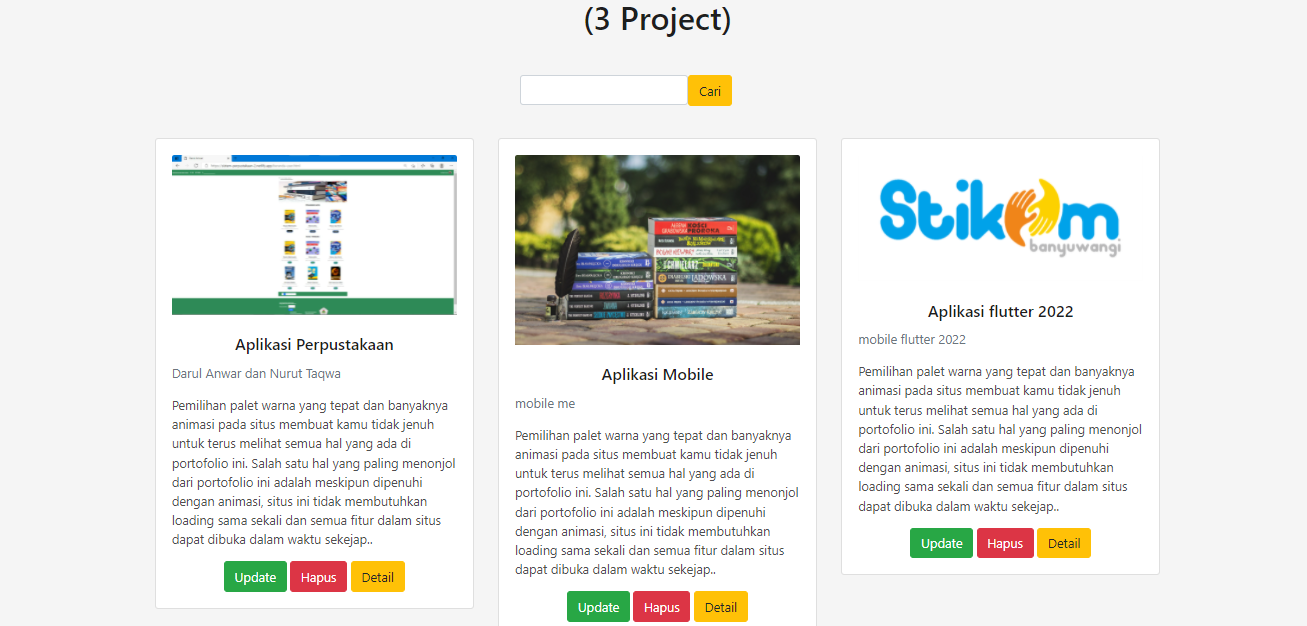 (3 Project)
Cari
Aplikasi Perpustakaan
Darul Anwar dan Nurut Taqwa
Pemilihan palet warna yang tepat dan banyaknya
animasi pada situs membuat kamu tidak jenuh
untuk terus melihat semua hal yang ada di
portofolio ini. Salah satu hal yang paling menonjol
dari portofolio ini adalah meskipun dipenuhi
dengan animasi, situs ini tidak membutuhkan
loading sama sekali dan semua fitur dalam situs
dapat dibuka dalam waktu sekejap..
Update Hapus Detail
Aplikasi Mobile
mobile me
Pemilihan palet warna yang tepat dan banyaknya
animasi pada situs membuat kamu tidak jenuh
untuk terus melihat semua hal yang ada di
portofolio ini. Salah satu hal yang paling menonjol
dari portofolio ini adalah meskipun dipenuhi
dengan animasi, situs ini tidak membutuhkan
loading sama sekali dan semua fitur dalam situs
dapat dibuka dalam waktu sekejap..
Update Hapus Detail
Stikom
banyuwangi
Aplikasi flutter 2022
mobile flutter 2022
Pemilihan palet warna yang tepat dan banyaknya
animasi pada situs membuat kamu tidak jenuh
untuk terus melihat semua hal yang ada di
portofolio ini. Salah satu hal yang paling menonjol
dari portofolio ini adalah meskipun dipenuhi
dengan animasi, situs ini tidak membutuhkan
loading sama sekali dan semua fitur dalam situs
dapat dibuka dalam waktu sekejap..
Update Hapus Detail